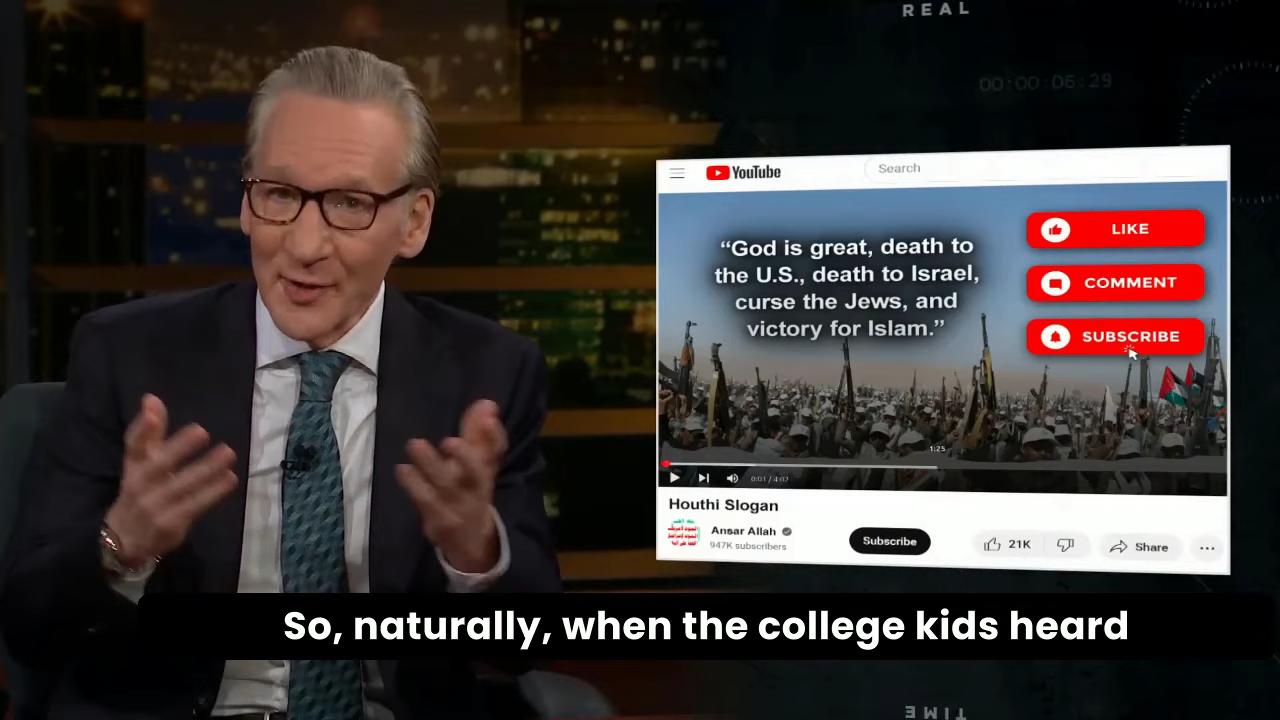 REAL
00:00:06:29
YouTube
Search
“God is great, death to
the U.S., death to Israel,
curse the Jews, and
victory for Islam.”
LIKE
COMMENT
SUBSCRIBE
1:25
0:01 / 4:07
Houthi Slogan
Ansar Allah
947K subscribers
Subscribe
21K
Share
So, naturally, when the college kids heard
TIME